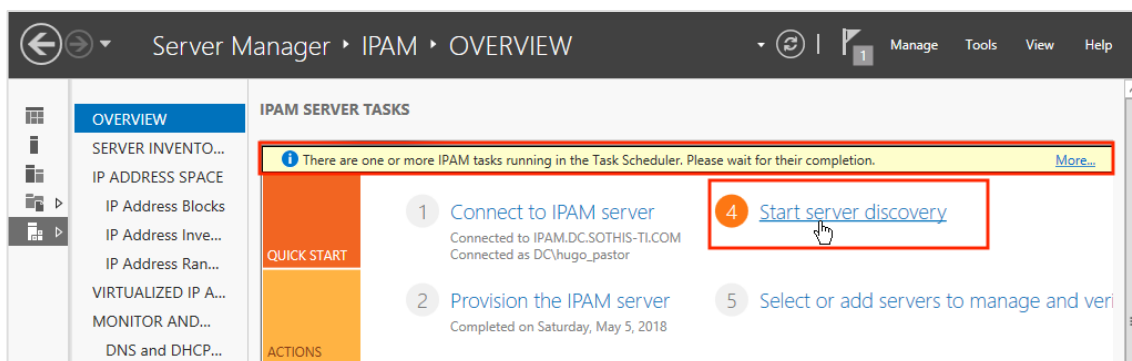 Server Manager ‣ IPAM ‣ OVERVIEW
1
Manage Tools View Help
OVERVIEW
SERVER INVENTO...
IP ADDRESS SPACE
IP Address Blocks
IP Address Inve...
IP Address Ran...
VIRTUALIZED IP A...
MONITOR AND...
DNS and DHCP...
IPAM SERVER TASKS
There are one or more IPAM tasks running in the Task Scheduler. Please wait for their completion. More...
QUICK START
ACTIONS
1 Connect to IPAM server
Connected to IPAM.DC.SOTHIS-TI.COM
Connected as DC\hugo_pastor
4 Start server discovery
2 Provision the IPAM server
Completed on Saturday, May 5, 2018
5 Select or add servers to manage and veri